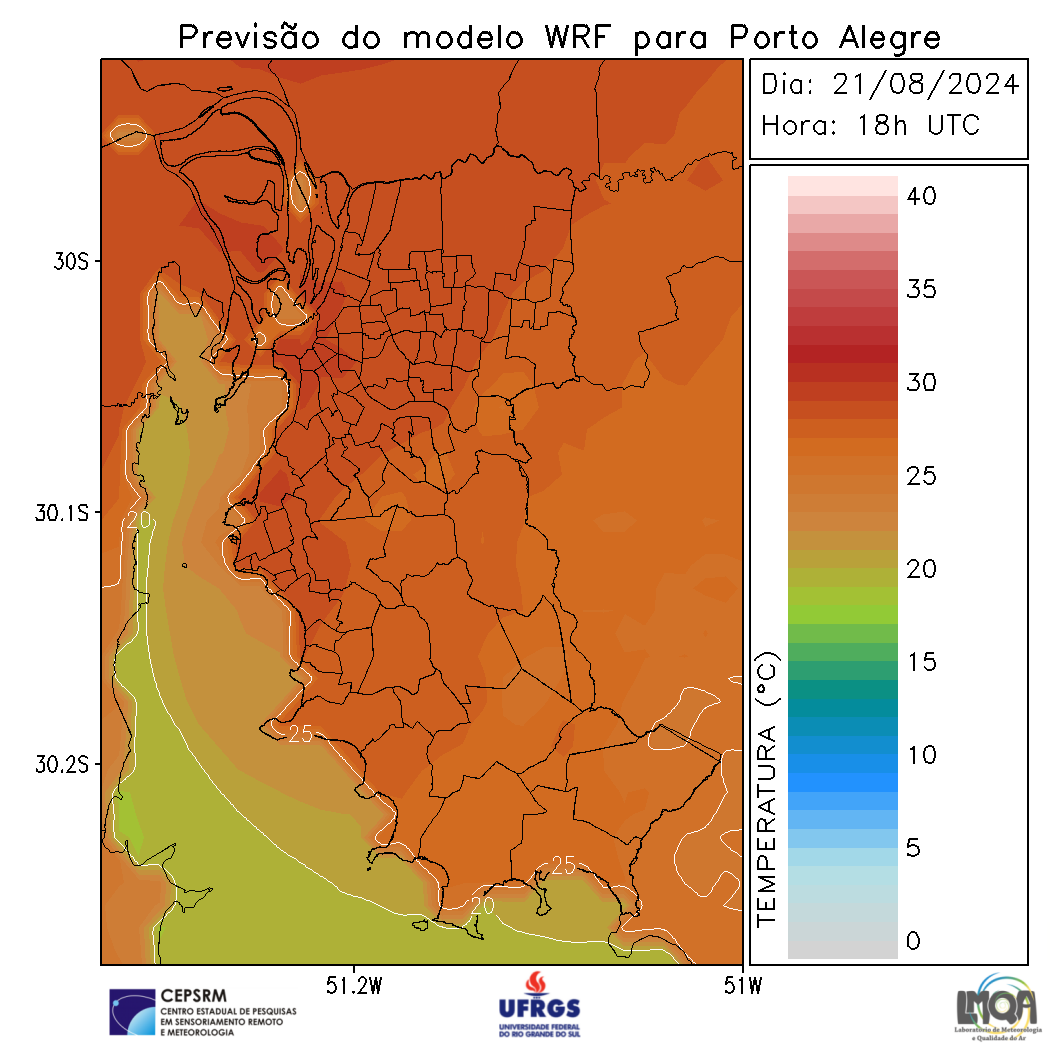 Previsão do modelo WRF para Porto Alegre
Dia: 21/08/2024
Hora: 18h UTC
40
35
30
25
20
15
10
5
0
TEMPERATURA (°C)
30S
30.1S
30.2S
20
25
25
20
51.2W
51W
CEPSRM
CENTRO ESTADUAL DE PESQUISAS
EM SENSORIAMENTO REMOTO
E METEOROLOGIA
UFRGS
UNIVERSIDADE FEDERAL
DO RIO GRANDE DO SUL
LMQA
Laboratório de Meteorologia
e Qualidade do Ar